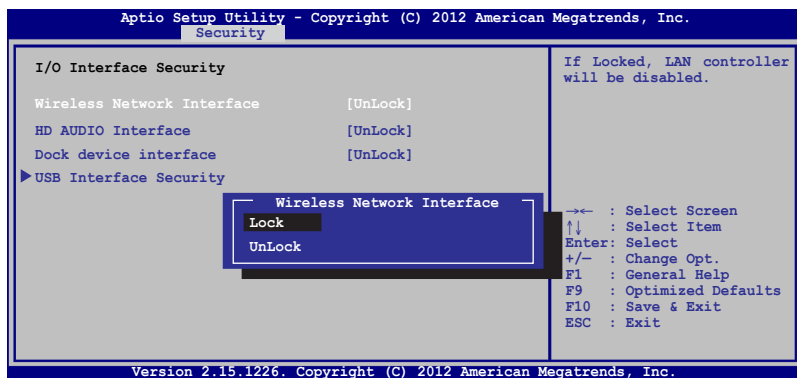 Aptio Setup Utility - Copyright (C) 2012 American Megatrends, Inc.
Security
I/O Interface Security
Wireless Network Interface [UnLock]
HD AUDIO Interface [UnLock]
Dock device interface [UnLock]
USB Interface Security
If Locked, LAN controller
will be disabled.
Wireless Network Interface
Lock
UnLock
→← : Select Screen
↑↓ : Select Item
Enter: Select
+/— : Change Opt.
F1 : General Help
F9 : Optimized Defaults
F10 : Save & Exit
ESC : Exit
Version 2.15.1226. Copyright (C) 2012 American Megatrends, Inc.